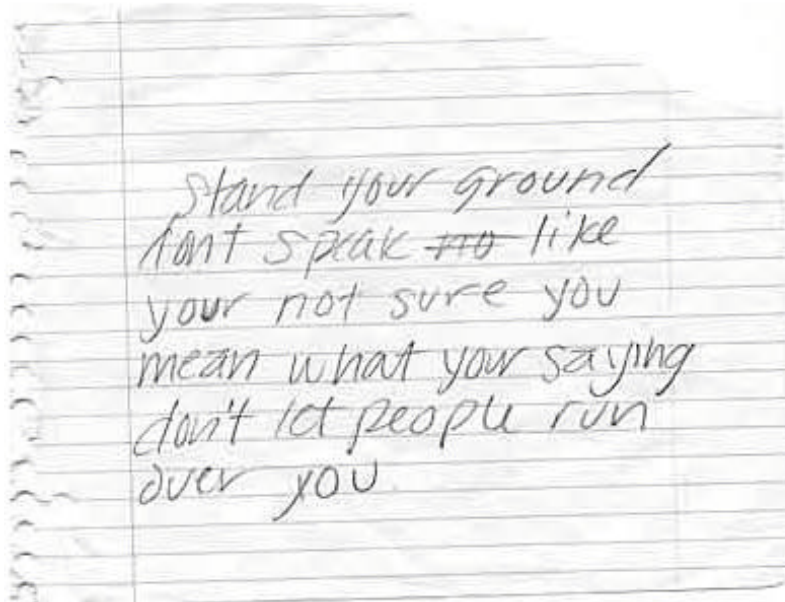 Stand your ground
dont speak no like
your not sure you
mean what your saying
don't let people run
over you